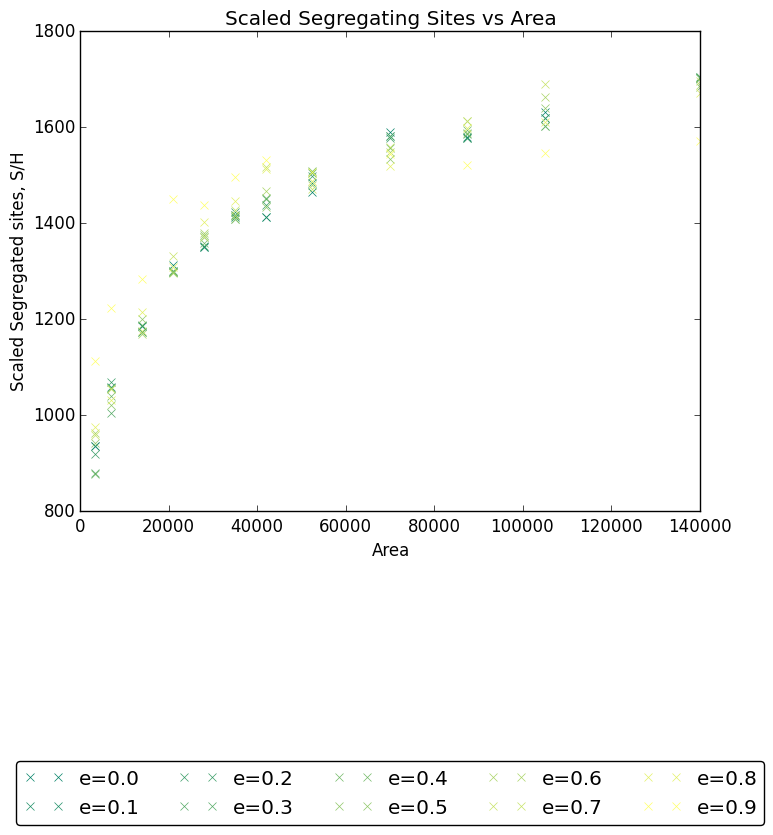 Scaled Segregating Sites vs Area
1800
1600
1400
1200
1000
800
Scaled Segregated sites, S/H
0 20000 40000 60000 80000 100000 120000 140000
Area
e=0.0 e=0.2 e=0.4 e=0.6 e=0.8
e=0.1 e=0.3 e=0.5 e=0.7 e=0.9